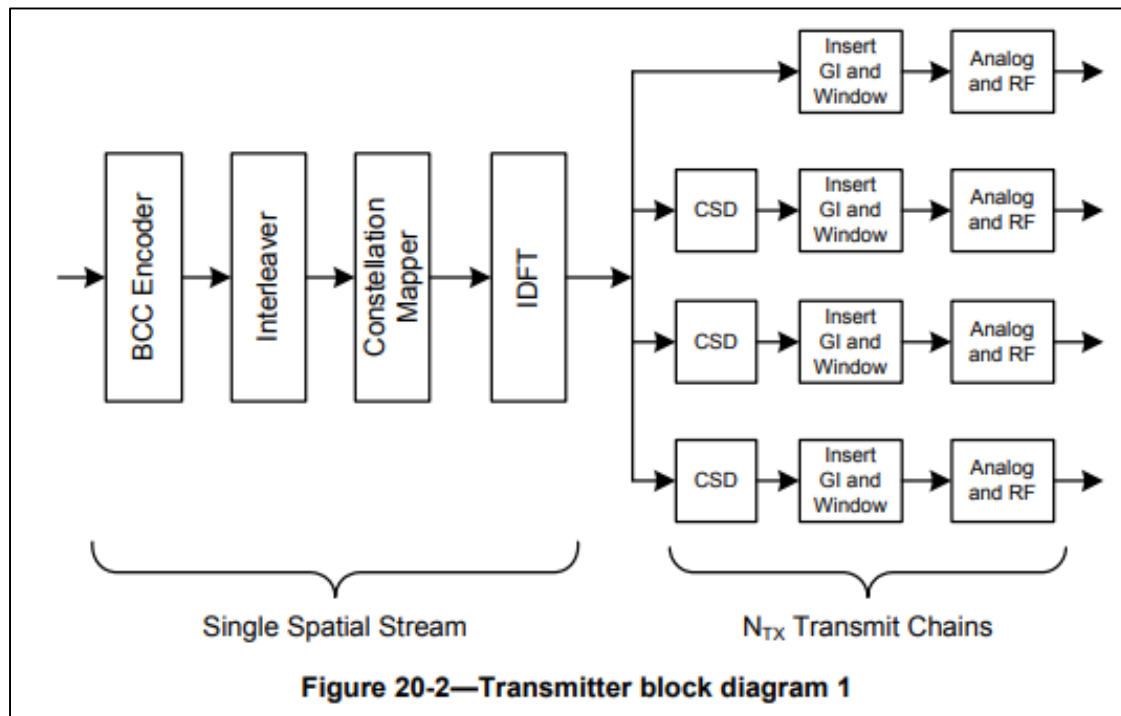 BCC Encoder
Interleaver
Constellation
Mapper
IDFT
Insert
GI and
Window
Analog
and RF
CSD
Insert
GI and
Window
Analog
and RF
CSD
Insert
GI and
Window
Analog
and RF
CSD
Insert
GI and
Window
Analog
and RF
Single Spatial Stream
NTX Transmit Chains
Figure 20-2—Transmitter block diagram 1